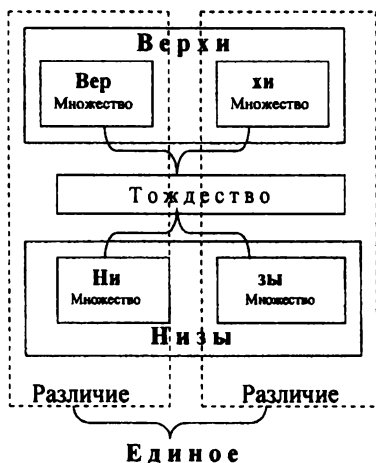 Верхи
Вер хи
Множество Множество
Тождество
Ни зы
Множество Множество
Низы
Различие Различие
Единое